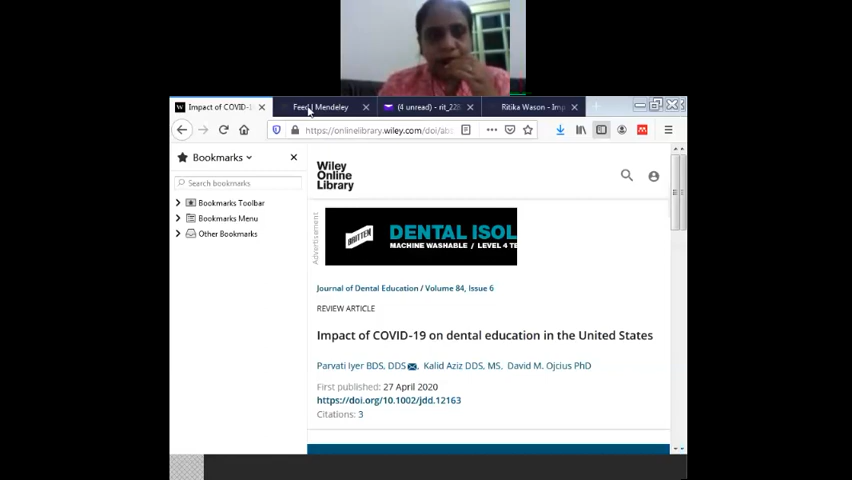 Impact of COVID-1
Feed | Mendeley
(4 unread) - rit_228
Ritika Wason - Imp
https://onlinelibrary.wiley.com/doi/abs
Bookmarks
Search bookmarks
Bookmarks Toolbar
Bookmarks Menu
Other Bookmarks
Wiley
Online
Library
Advertisement
DENTAL ISOL
MACHINE WASHABLE / LEVEL 4 TE
Journal of Dental Education / Volume 84, Issue 6
REVIEW ARTICLE
Impact of COVID-19 on dental education in the United States
Parvati Iyer BDS, DDS, Kalid Aziz DDS, MS, David M. Ojcius PhD
First published: 27 April 2020
https://doi.org/10.1002/jdd.12163
Citations: 3